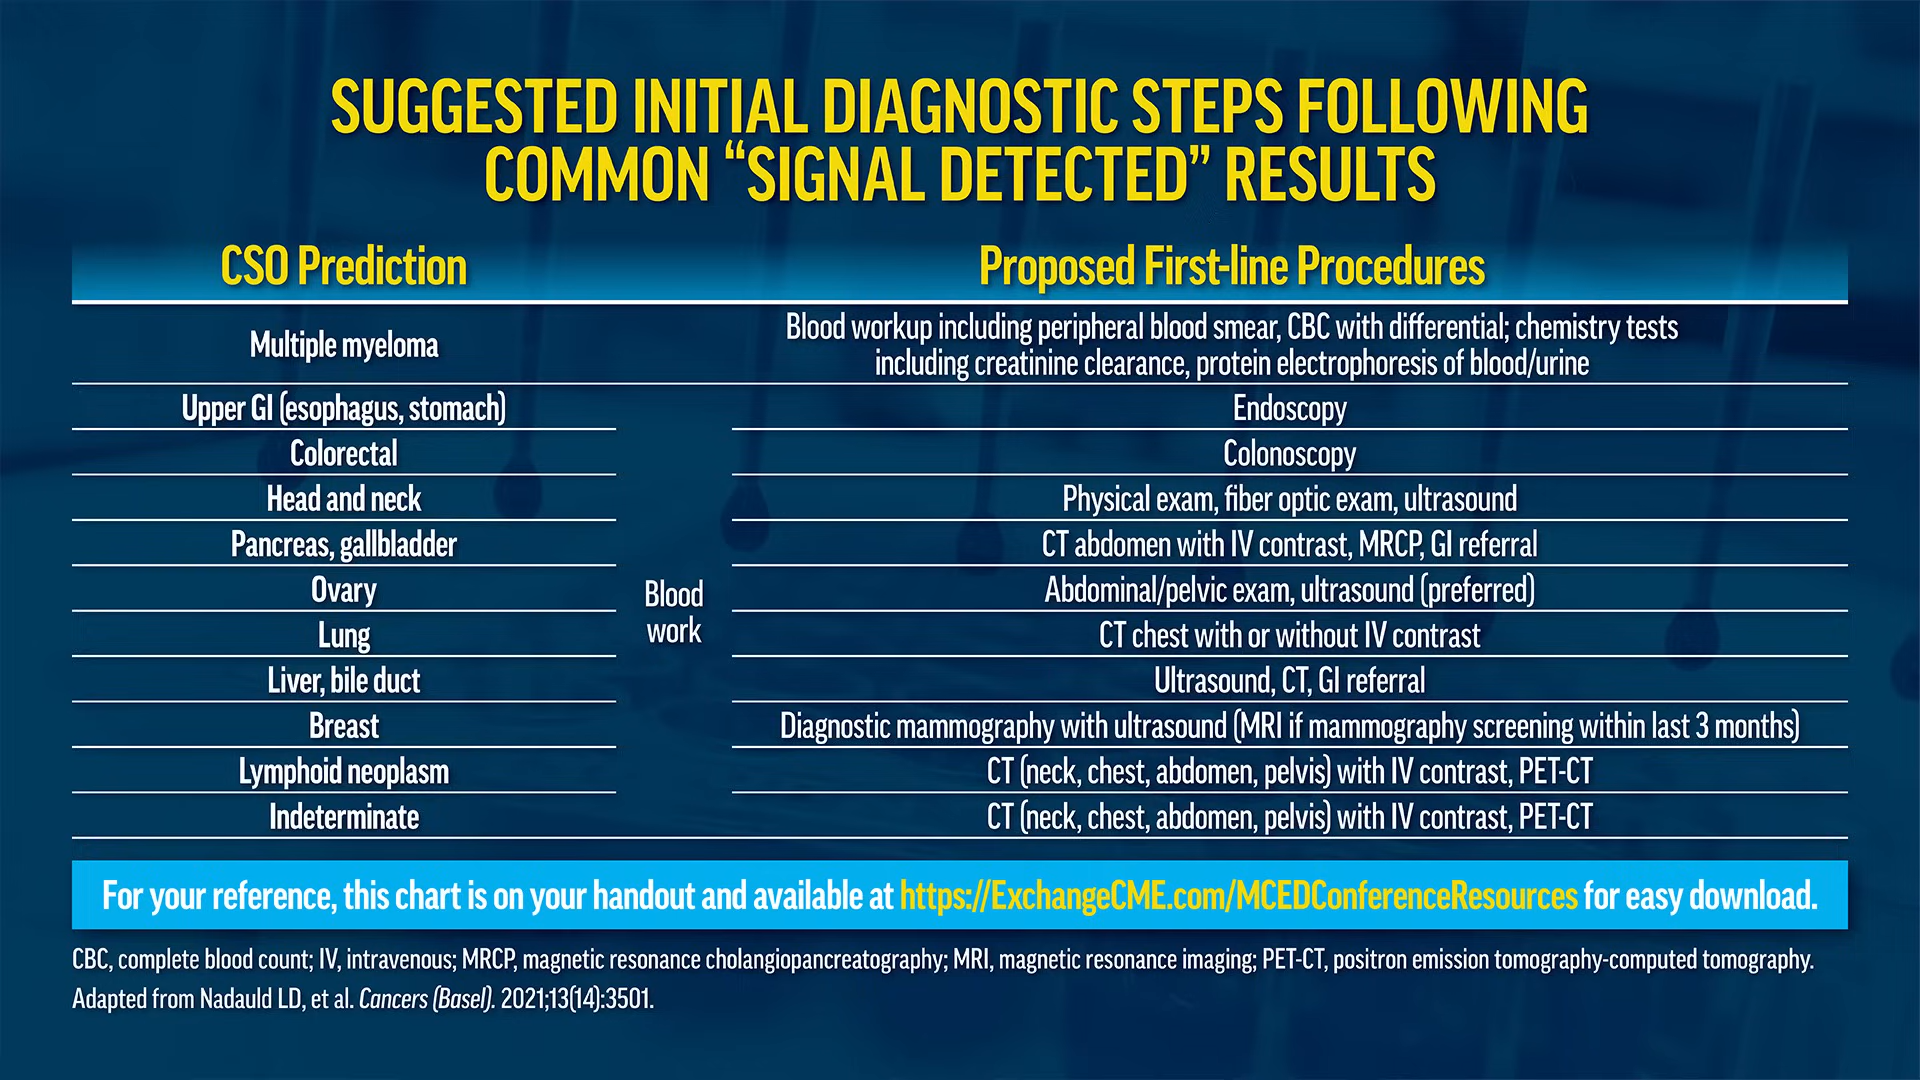 SUGGESTED INITIAL DIAGNOSTIC STEPS FOLLOWING
COMMON “SIGNAL DETECTED” RESULTS
CSO Prediction
Proposed First-line Procedures
Multiple myeloma
Blood workup including peripheral blood smear, CBC with differential; chemistry tests
including creatinine clearance, protein electrophoresis of blood/urine
Upper GI (esophagus, stomach)
Endoscopy
Colorectal
Colonoscopy
Head and neck
Physical exam, fiber optic exam, ultrasound
Pancreas, gallbladder
CT abdomen with IV contrast, MRCP, GI referral
Ovary
Abdominal/pelvic exam, ultrasound (preferred)
Blood
work
Lung
CT chest with or without IV contrast
Liver, bile duct
Ultrasound, CT, GI referral
Breast
Diagnostic mammography with ultrasound (MRI if mammography screening within last 3 months)
Lymphoid neoplasm
CT (neck, chest, abdomen, pelvis) with IV contrast, PET-CT
Indeterminate
CT (neck, chest, abdomen, pelvis) with IV contrast, PET-CT
For your reference, this chart is on your handout and available at https://ExchangeCME.com/MCEDConferenceResources for easy download.
CBC, complete blood count; IV, intravenous; MRCP, magnetic resonance cholangiopancreatography; MRI, magnetic resonance imaging; PET-CT, positron emission tomography-computed tomography.
Adapted from Nadauld LD, et al. Cancers (Basel). 2021;13(14):3501.